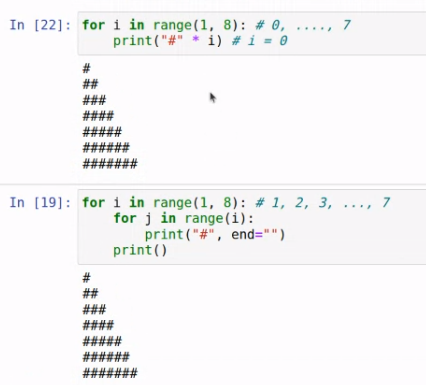 In [22]: for i in range(1, 8): # 0, ...., 7
    print("#" * i) # i = 0
#
##
###
####
#####
######
#######
In [19]: for i in range(1, 8): # 1, 2, 3, ..., 7
    for j in range(i):
        print("#", end="")
    print()
#
##
###
####
#####
######
#######